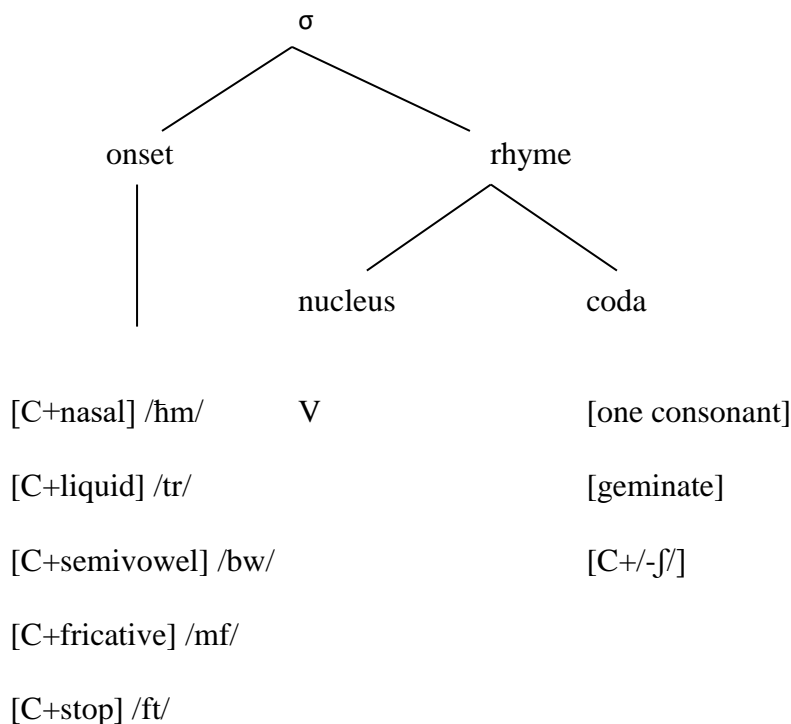 σ
onset rhyme
nucleus coda
[C+nasal] /ħm/ V [one consonant]
[C+liquid] /tr/ [geminate]
[C+semivowel] /bw/ [C+/-ʃ/]
[C+fricative] /mf/
[C+stop] /ft/